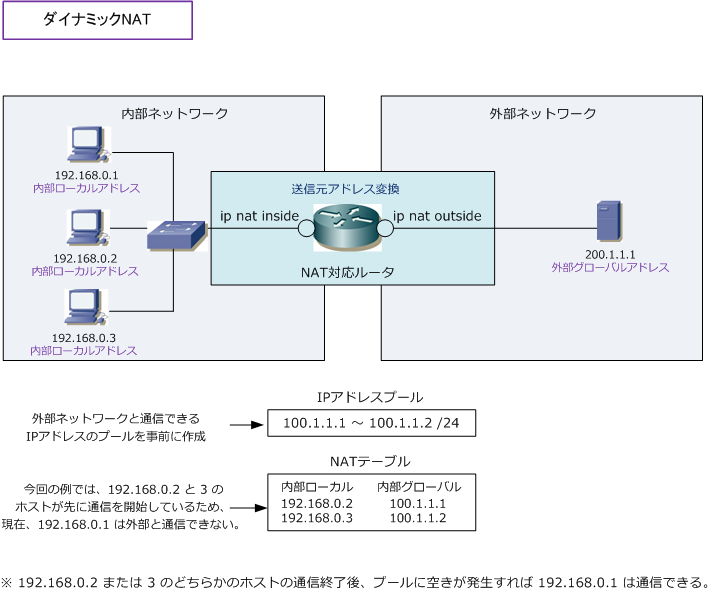 ダイナミックNAT
内部ネットワーク
外部ネットワーク
192.168.0.1
内部ローカルアドレス
送信元アドレス変換
ip nat inside
ip nat outside
192.168.0.2
内部ローカルアドレス
NAT対応ルータ
200.1.1.1
外部グローバルアドレス
192.168.0.3
内部ローカルアドレス
IPアドレスプール
外部ネットワークと通信できる
IPアドレスのプールを事前に作成
100.1.1.1 ～ 100.1.1.2 /24
NATテーブル
今回の例では、192.168.0.2 と 3 の
ホストが先に通信を開始しているため、
現在、192.168.0.1 は外部と通信できない。
内部ローカル 内部グローバル
192.168.0.2 100.1.1.1
192.168.0.3 100.1.1.2
※ 192.168.0.2 または 3 のどちらかのホストの通信終了後、プールに空きが発生すれば 192.168.0.1 は通信できる。